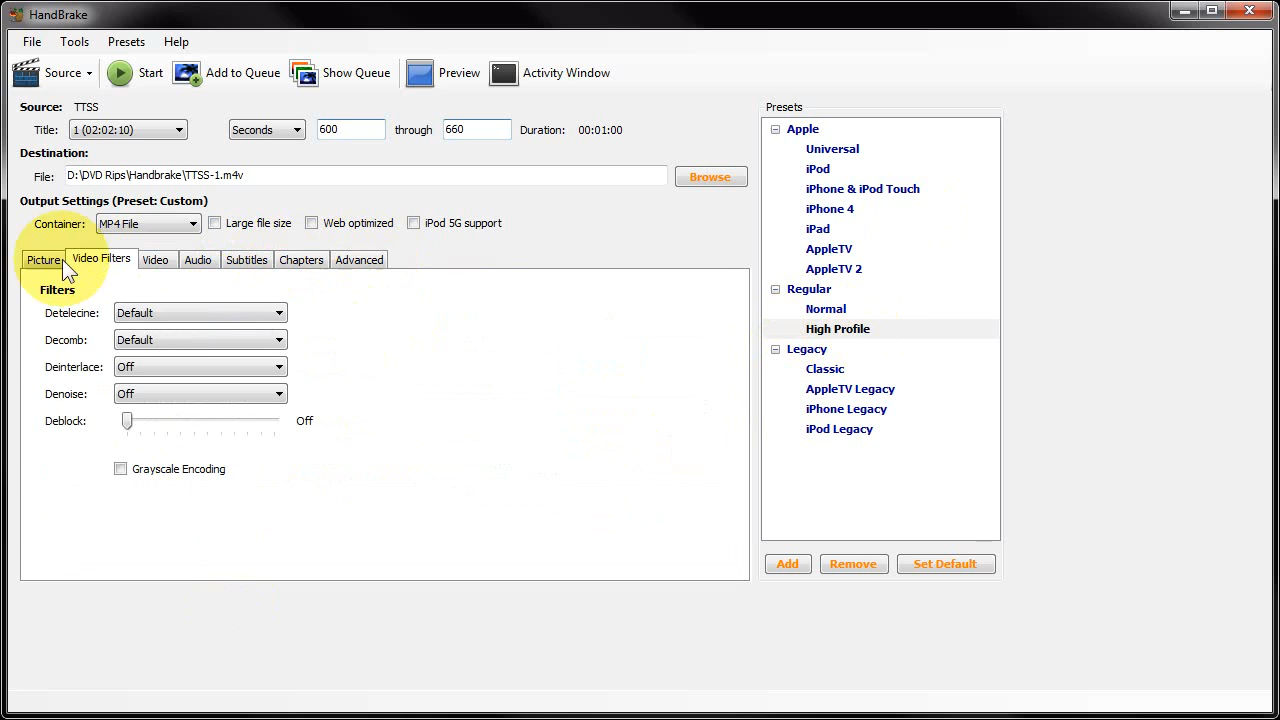 HandBrake
File Tools Presets Help
Source Start Add to Queue Show Queue Preview Activity Window
Source: TTSS
Title: 1 (02:02:10) Seconds 600 through 660 Duration: 00:01:00
Destination:
File: D:\DVD Rips\Handbrake\TTSS-1.m4v Browse
Output Settings (Preset: Custom)
Container: MP4 File Large file size Web optimized iPod 5G support
Picture Video Filters Video Audio Subtitles Chapters Advanced
Filters
Detelecine: Default
Decomb: Default
Deinterlace: Off
Denoise: Off
Deblock: Off
Grayscale Encoding
Presets
Apple
Universal
iPod
iPhone & iPod Touch
iPhone 4
iPad
AppleTV
AppleTV 2
Regular
Normal
High Profile
Legacy
Classic
AppleTV Legacy
iPhone Legacy
iPod Legacy
Add Remove Set Default